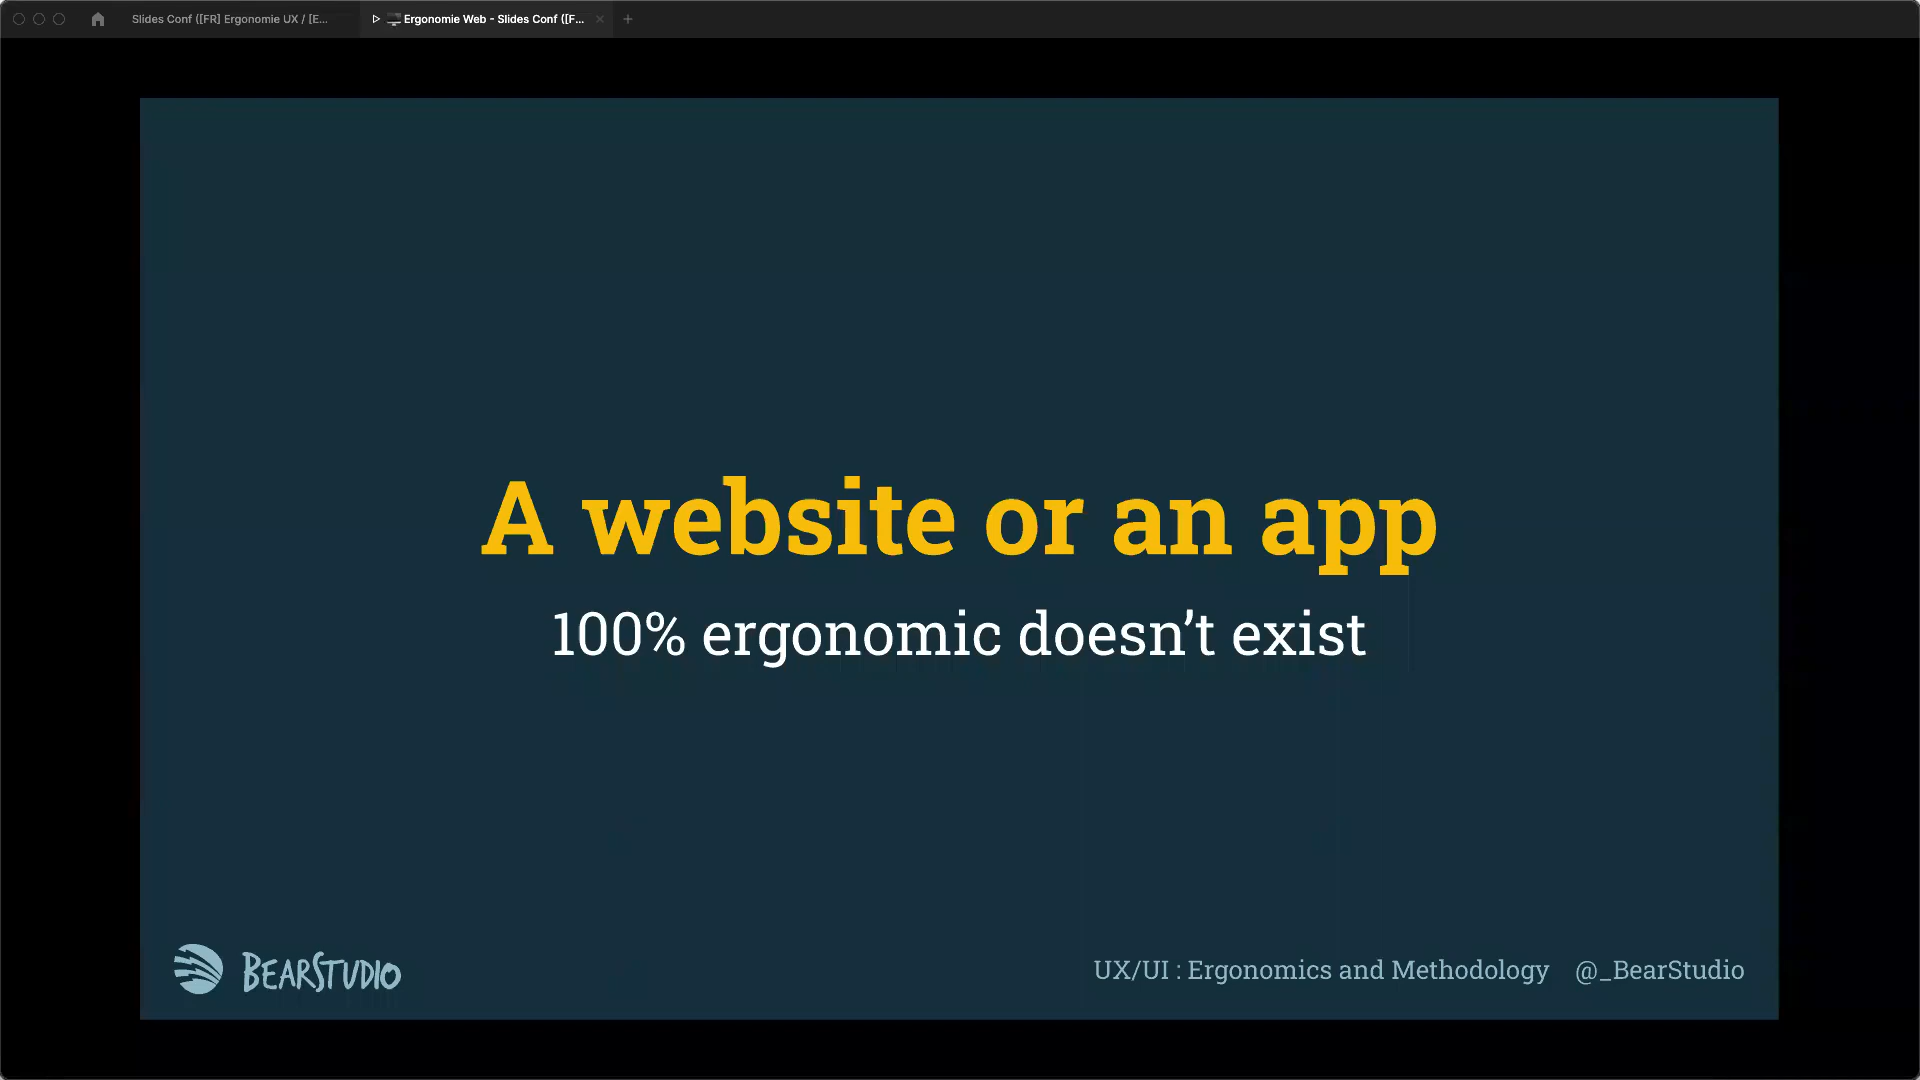 Slides Conf ([FR] Ergonomie UX / [E...
Ergonomie Web - Slides Conf ([F...
A website or an app
100% ergonomic doesn’t exist
BEARSTUDIO
UX/UI : Ergonomics and Methodology @_BearStudio